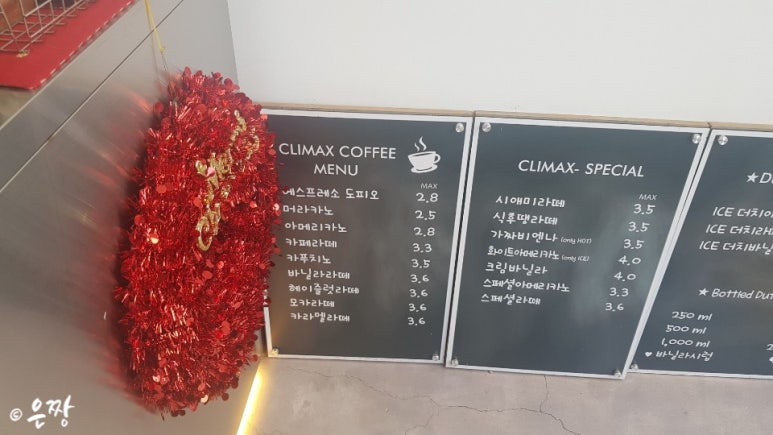 CLIMAX COFFEE
MENU
MAX
에스프레소 도피오 2.8
머라카노 2.5
아메리카노 2.8
카페라떼 3.3
카푸치노 3.5
바닐라라떼 3.6
헤이즐럿라떼 3.6
모카라떼 3.6
카라멜라떼 3.6
CLIMAX- SPECIAL
MAX
시애미라떼 3.5
식후땡라떼 3.5
가짜비엔나 (only HOT) 3.5
화이트아메리카노 (only ICE) 4.0
크림바닐라 4.0
스페셜아메리카노 3.3
스페셜라떼 3.6
★D
ICE 더치아
ICE 더치라떼
ICE 더치바닐
★ Bottled Du
250 ml
500 ml
1,000 ml
♥ 바닐라시럽
© 은짱